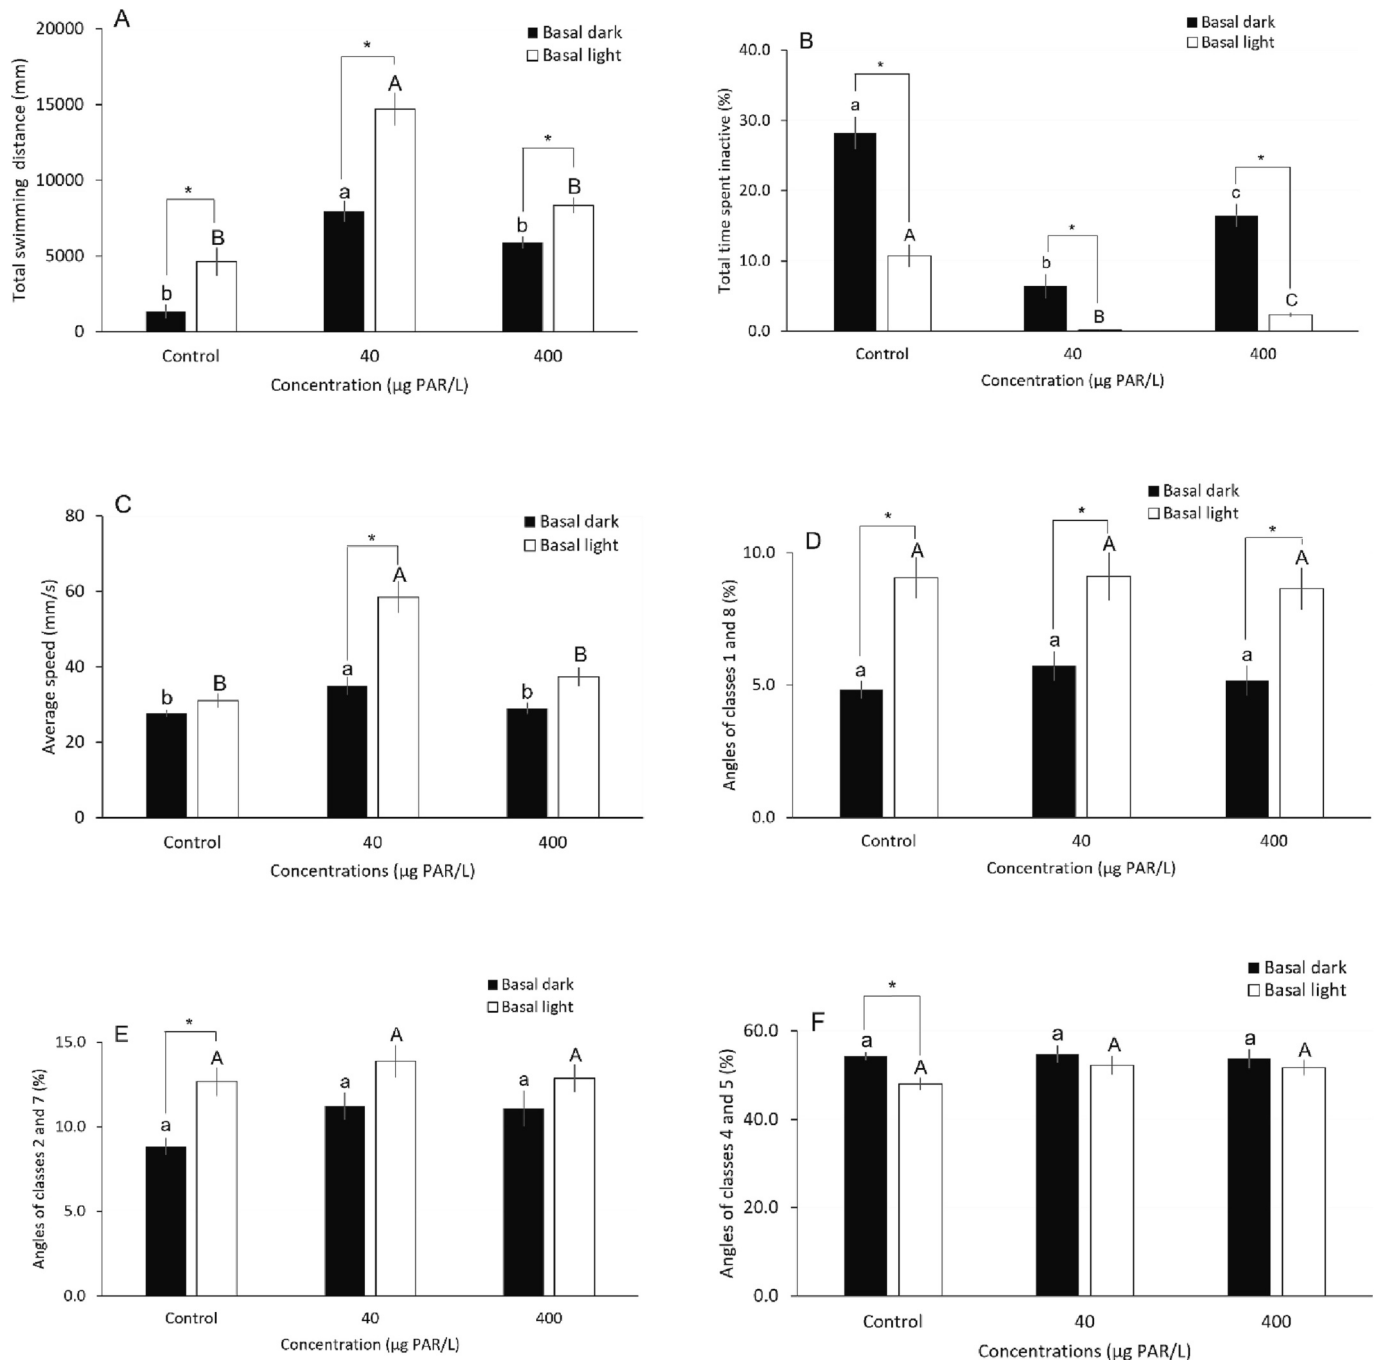 A
Basal dark
Basal light
Total swimming distance (mm)
20000
15000
10000
5000
0
*
*
*
b
B
a
A
b
B
Control
40
400
Concentration (µg PAR/L)
B
Basal dark
Basal light
Total time spent inactive (%)
40.0
30.0
20.0
10.0
0.0
*
*
*
a
A
b
B
c
C
Control
40
400
Concentration (µg PAR/L)
C
Basal dark
Basal light
Average speed (mm/s)
80
60
40
20
0
*
b
B
a
A
b
B
Control
40
400
Concentrations (µg PAR/L)
D
Basal dark
Basal light
Angles of classes 1 and 8 (%)
10.0
5.0
0.0
*
*
*
a
A
a
A
a
A
Control
40
400
Concentration (µg PAR/L)
E
Basal dark
Basal light
Angles of classes 2 and 7 (%)
15.0
10.0
5.0
0.0
*
a
A
a
A
a
A
Control
40
400
Concentration (µg PAR/L)
F
Basal dark
Basal light
Angles of classes 4 and 5 (%)
60.0
40.0
20.0
0.0
*
a
A
a
A
a
A
Control
40
400
Concentrations (µg PAR/L)